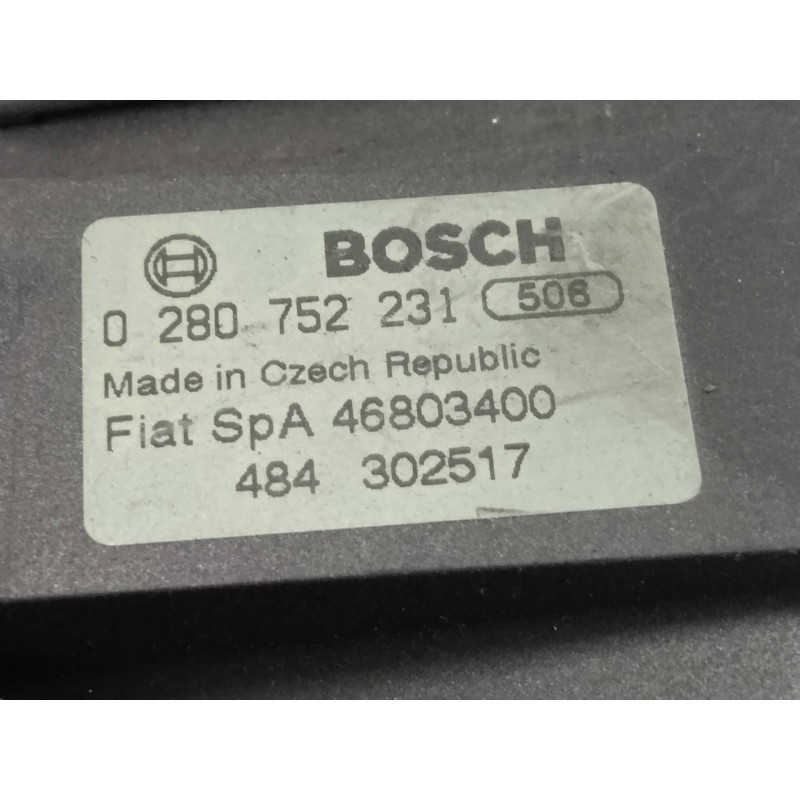 BOSCH
0 280 752 231 506
Made in Czech Republic
Fiat SpA 46803400
484 302517